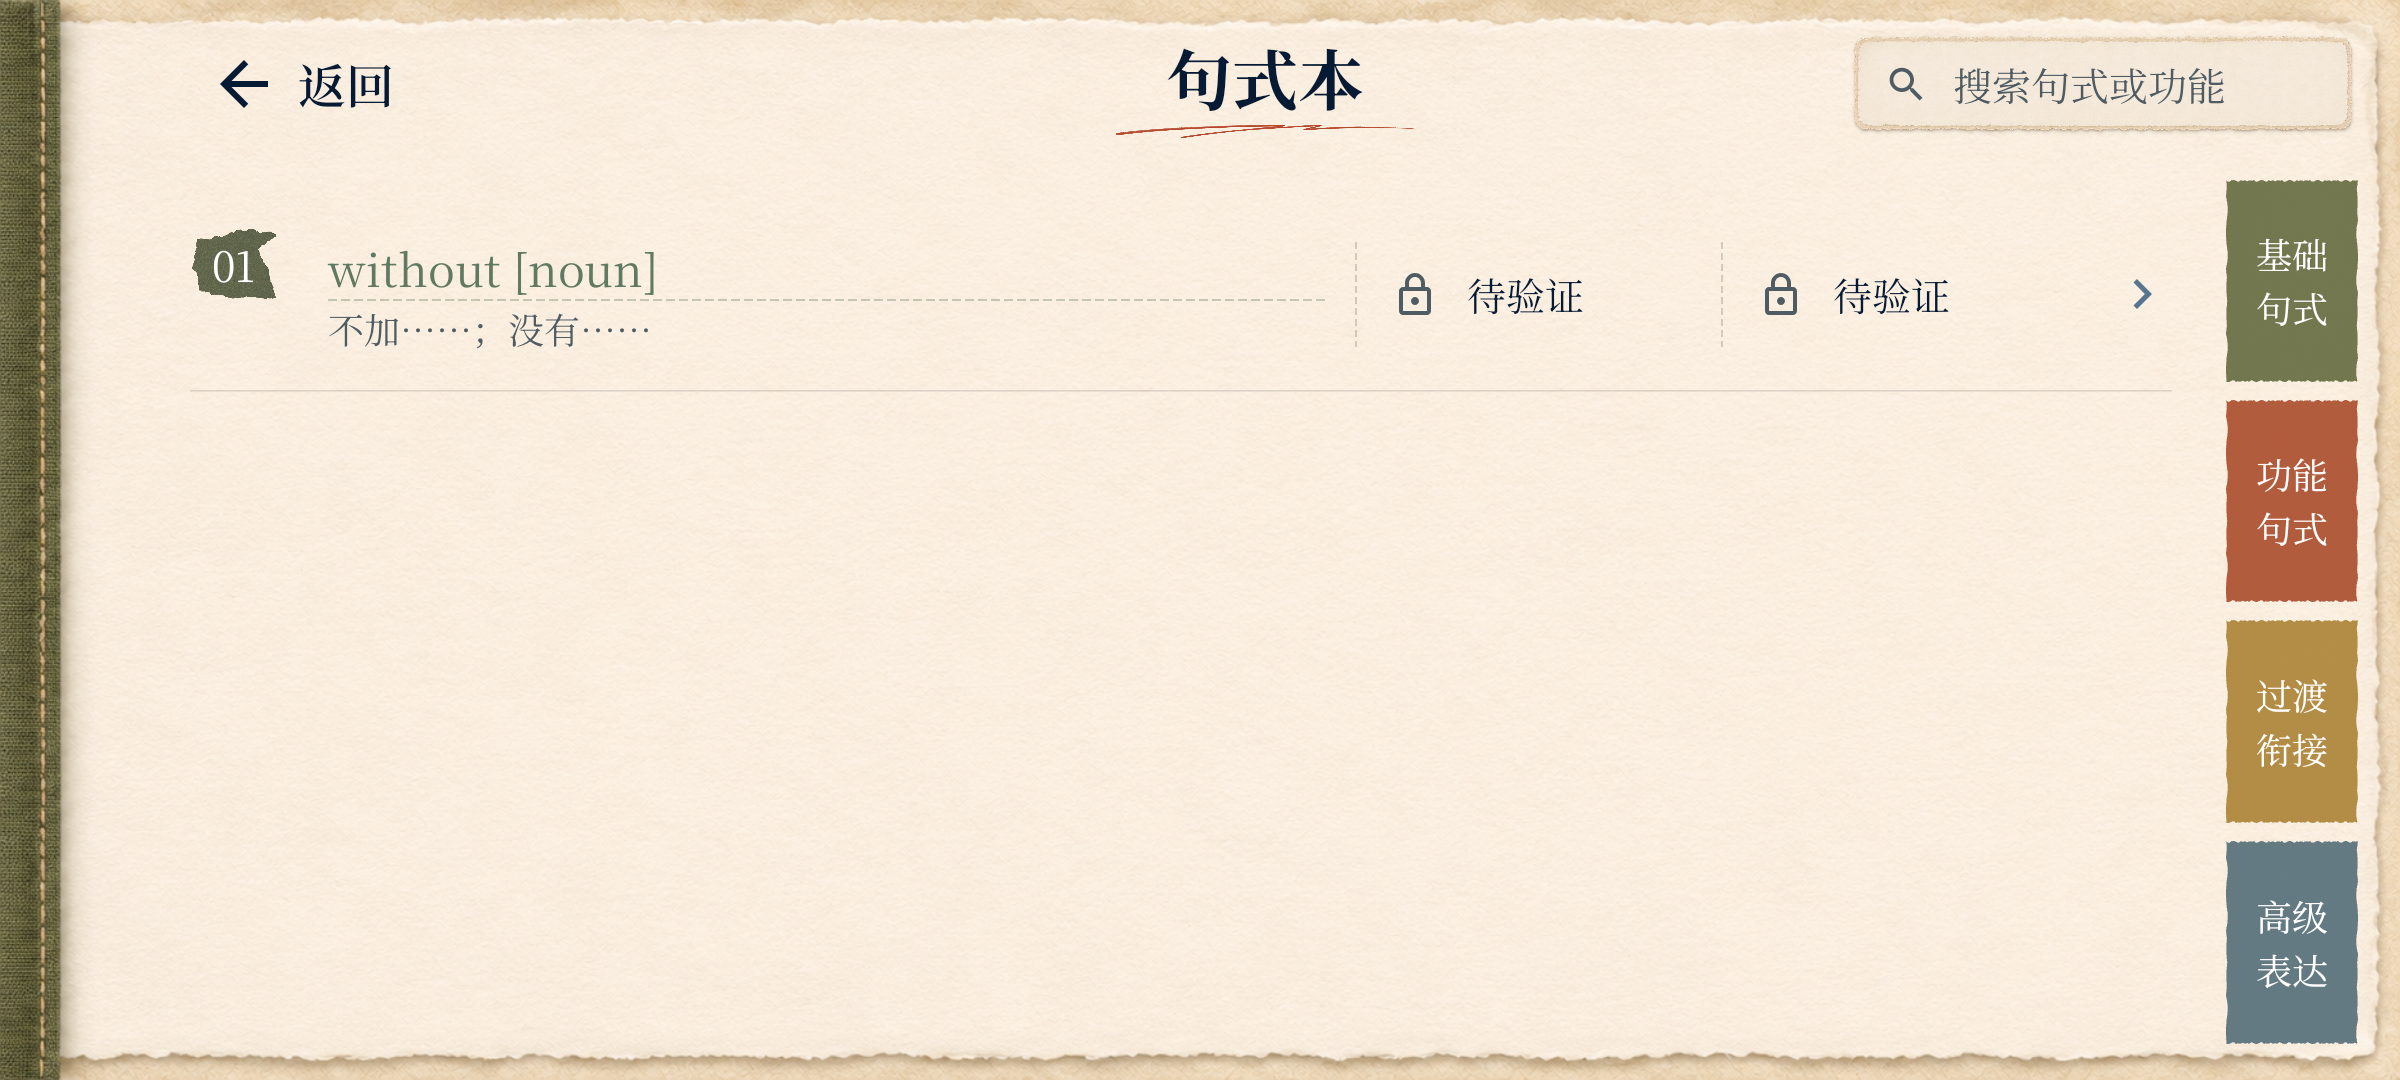 返回
句式本
搜索句式或功能
01
without [noun]
不加……；没有……
待验证
待验证
基础
句式
功能
句式
过渡
衔接
高级
表达